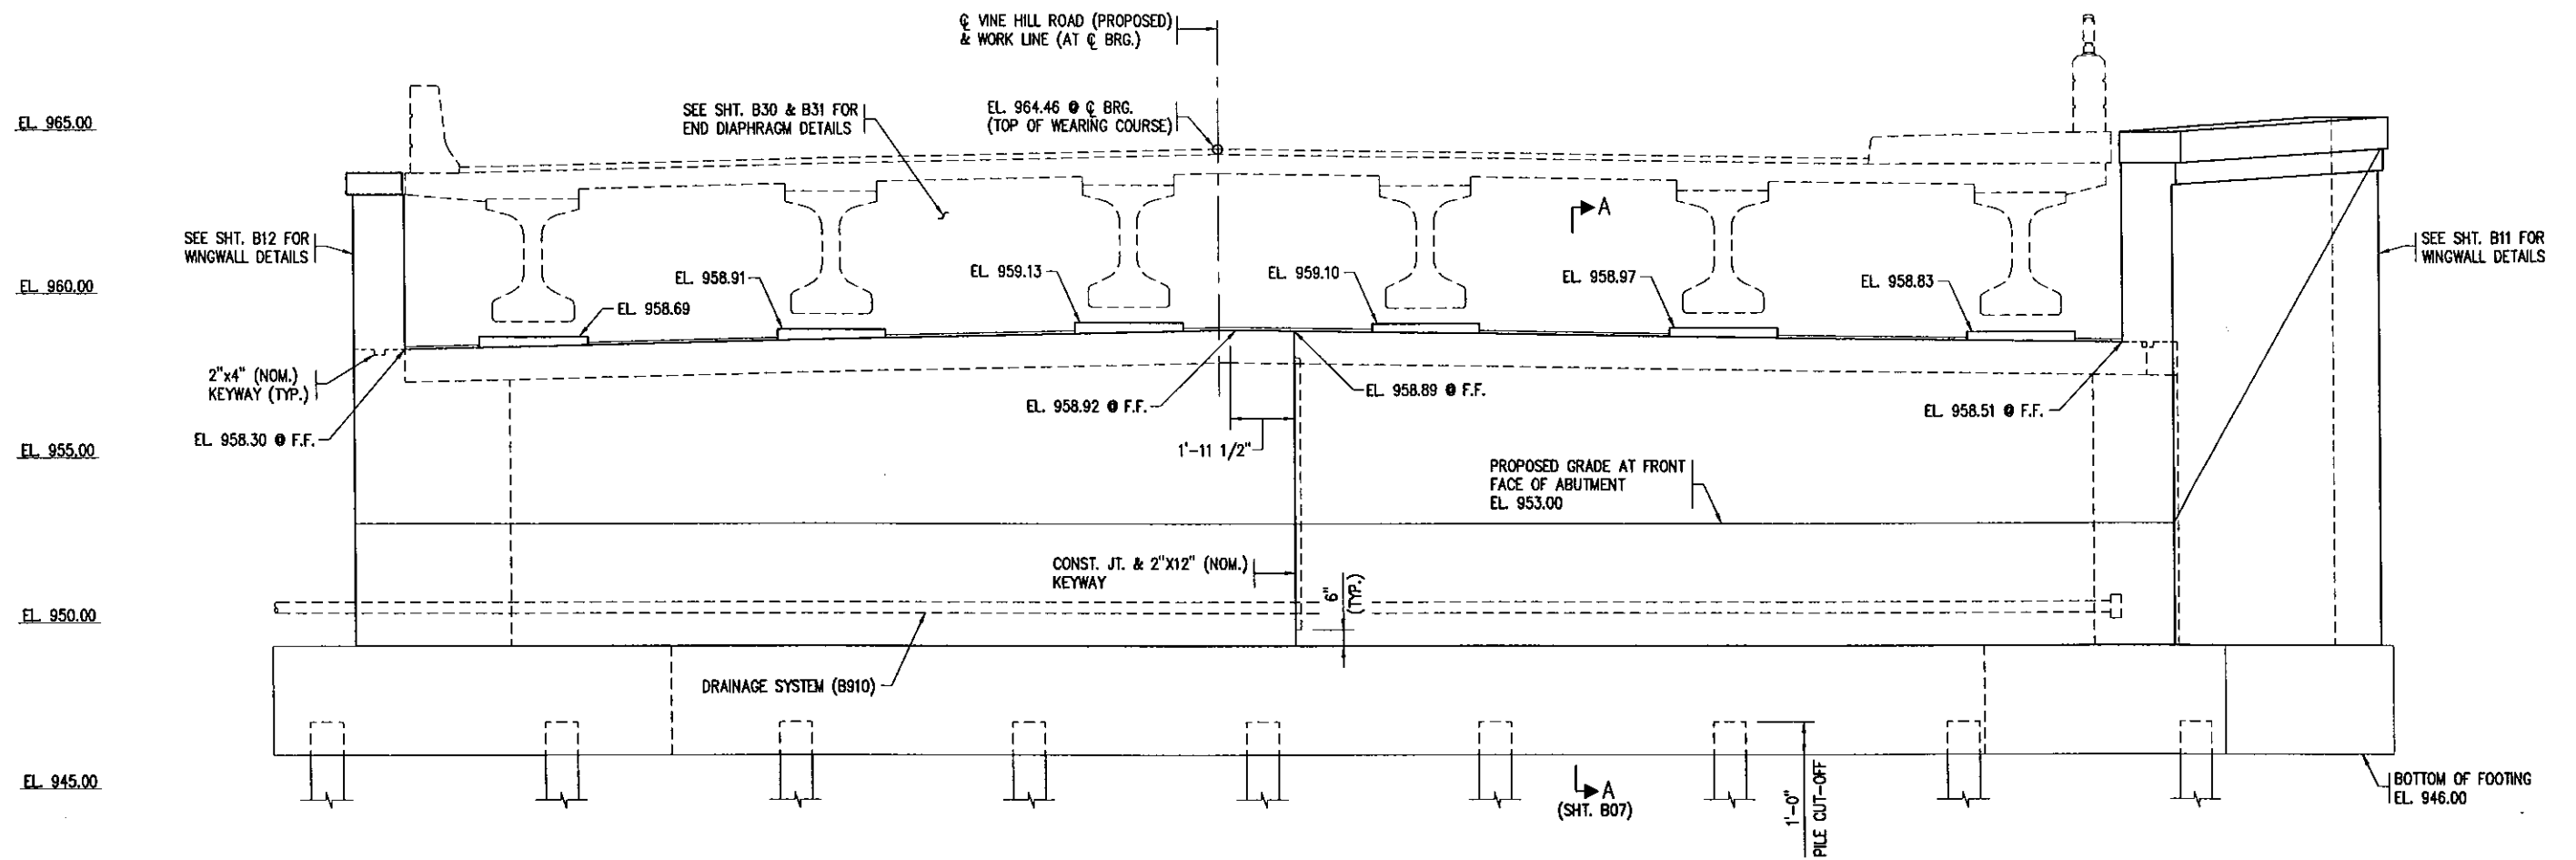 ℄ VINE HILL ROAD (PROPOSED)
& WORK LINE (AT ℄ BRG.)
EL. 965.00
SEE SHT. B30 & B31 FOR
END DIAPHRAGM DETAILS
EL. 964.46 @ ℄ BRG.
(TOP OF WEARING COURSE)
A
SEE SHT. B12 FOR
WINGWALL DETAILS
SEE SHT. B11 FOR
WINGWALL DETAILS
EL. 960.00
EL. 958.69
EL. 958.91
EL. 959.13
EL. 959.10
EL. 958.97
EL. 958.83
2"x4" (NOM.)
KEYWAY (TYP.)
EL. 958.30 @ F.F.
EL. 958.92 @ F.F.
EL. 958.89 @ F.F.
EL. 958.51 @ F.F.
1'-11 1/2"
EL. 955.00
PROPOSED GRADE AT FRONT
FACE OF ABUTMENT
EL. 953.00
CONST. JT. & 2"X12" (NOM.)
KEYWAY
6"
(TYP.)
EL. 950.00
DRAINAGE SYSTEM (B910)
EL. 945.00
A
(SHT. B07)
1'-0"
PILE CUT-OFF
BOTTOM OF FOOTING
EL. 946.00